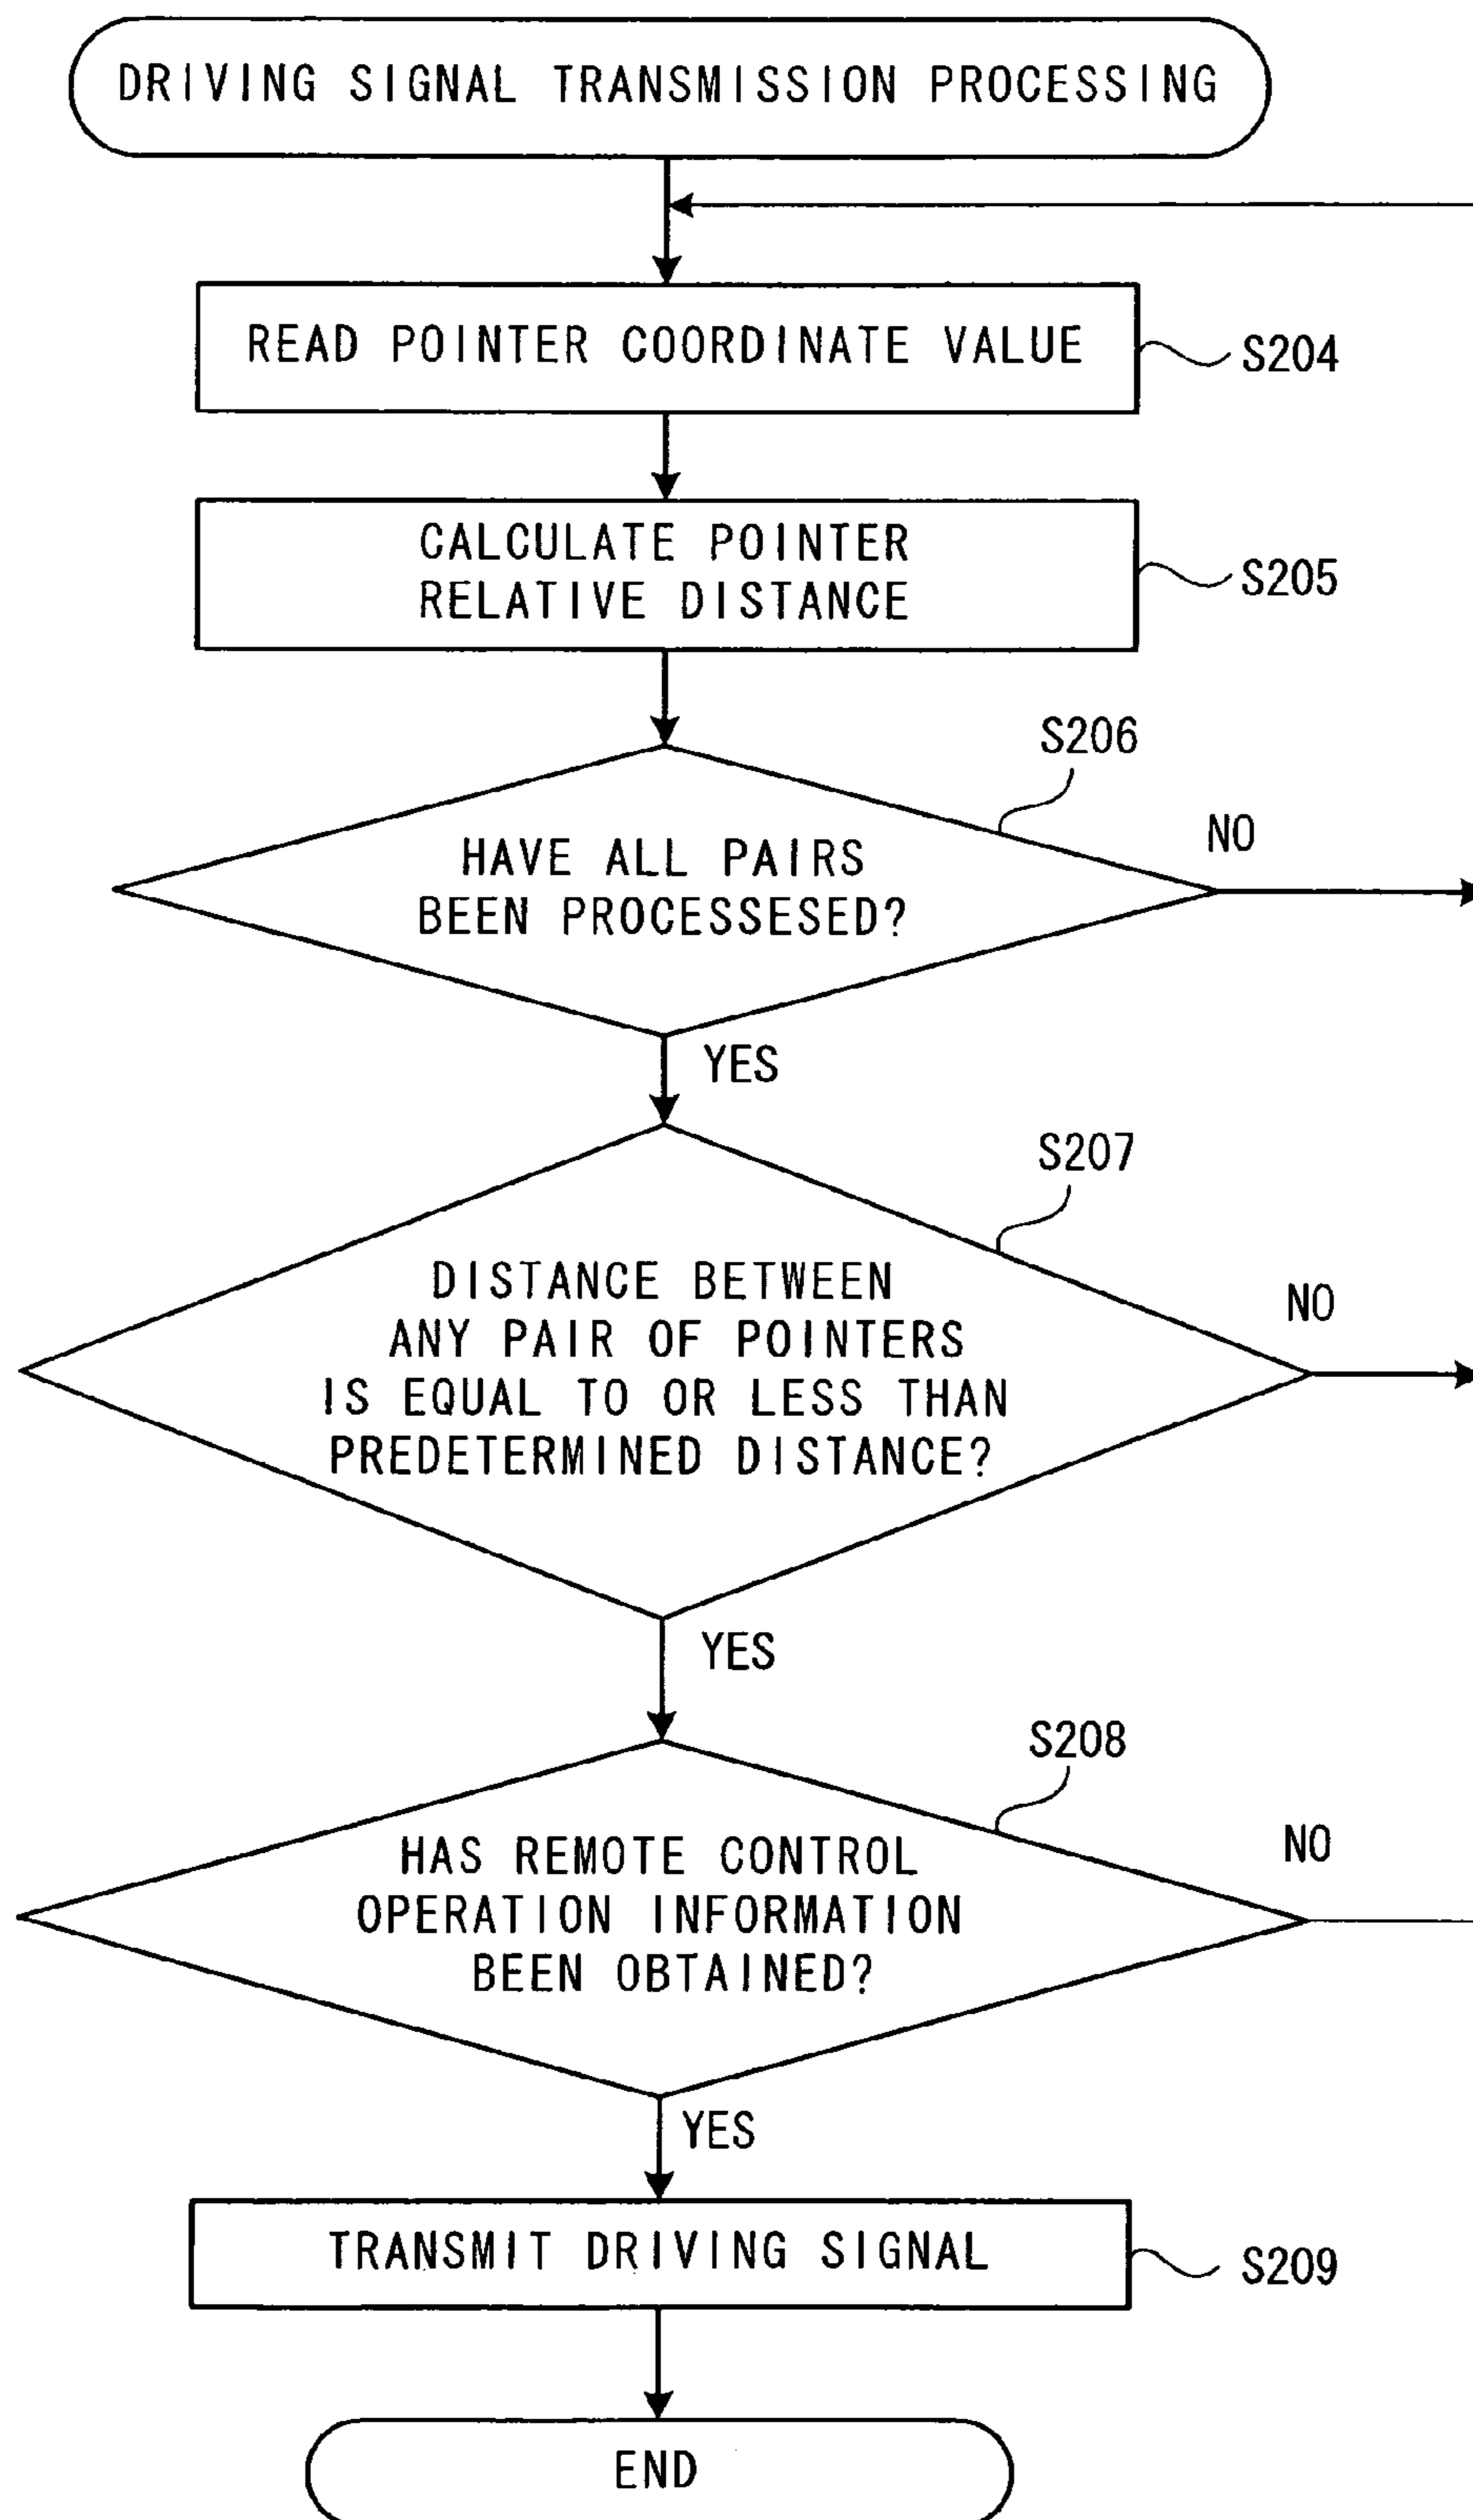 DRIVING SIGNAL TRANSMISSION PROCESSING
READ POINTER COORDINATE VALUE
S204
CALCULATE POINTER
RELATIVE DISTANCE
S205
S206
HAVE ALL PAIRS
BEEN PROCESSESED?
NO
YES
S207
DISTANCE BETWEEN
ANY PAIR OF POINTERS
IS EQUAL TO OR LESS THAN
PREDETERMINED DISTANCE?
NO
YES
S208
HAS REMOTE CONTROL
OPERATION INFORMATION
BEEN OBTAINED?
NO
YES
TRANSMIT DRIVING SIGNAL
S209
END